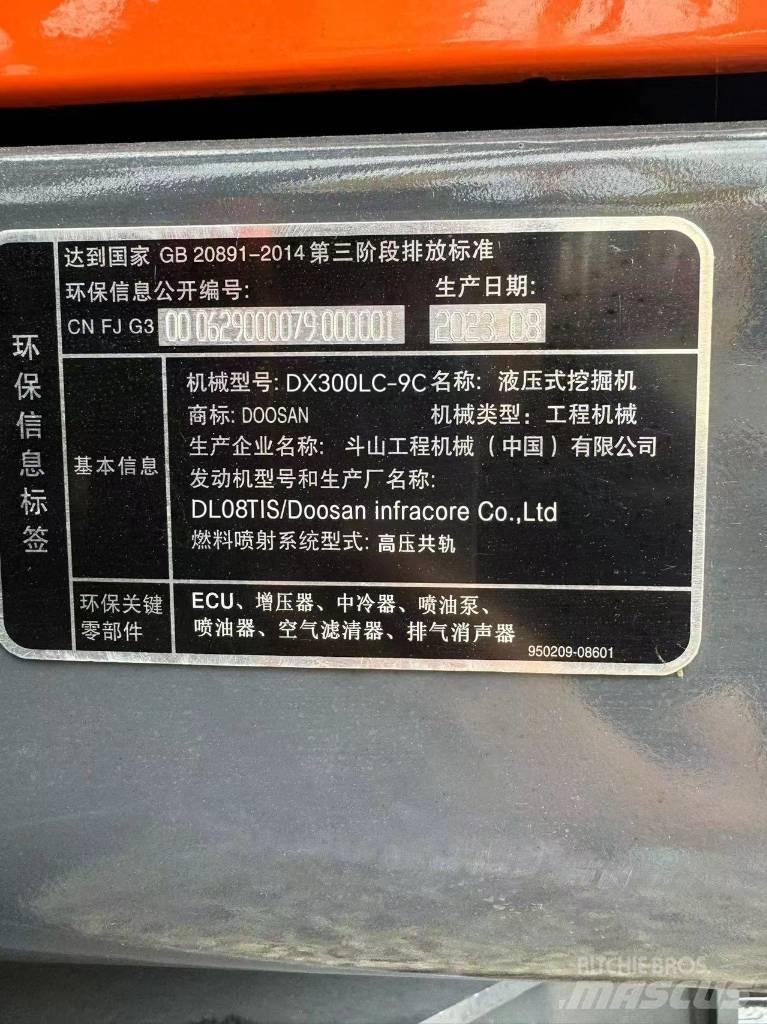 环保信息标签
达到国家 GB 20891-2014 第三阶段排放标准
环保信息公开编号: 生产日期:
CN FJ G3 00 0629000079 000001 2023 08
基本信息
机械型号: DX300LC-9C 名称: 液压式挖掘机
商标: DOOSAN 机械类型: 工程机械
生产企业名称: 斗山工程机械（中国）有限公司
发动机型号和生产厂名称:
DL08TIS/Doosan infracore Co.,Ltd
燃料喷射系统型式: 高压共轨
环保关键
零部件
ECU、增压器、中冷器、喷油泵、
喷油器、空气滤清器、排气消声器
950209-08601
RITCHIE BROS.
MASCUS